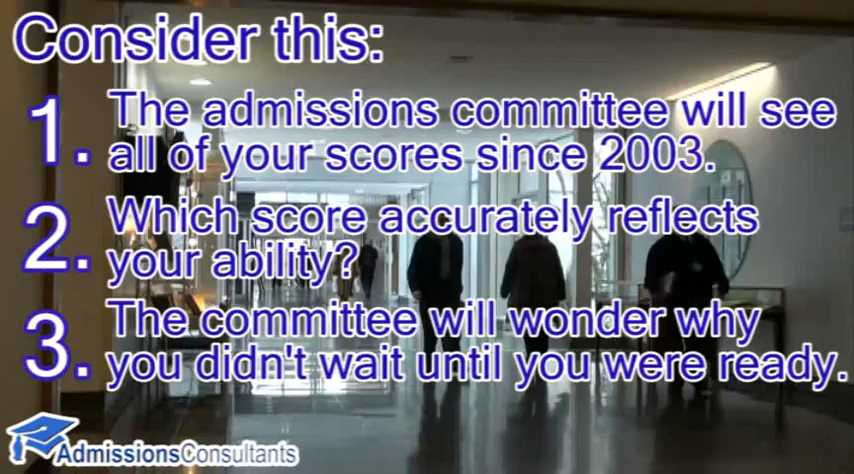 Consider this:
1. The admissions committee will see
all of your scores since 2003.
2. Which score accurately reflects
your ability?
3. The committee will wonder why
you didn't wait until you were ready.
AdmissionsConsultants